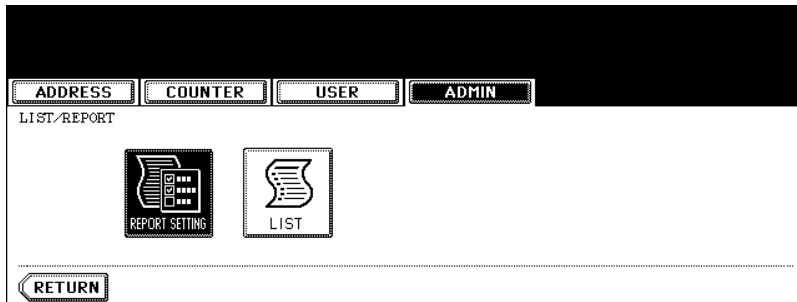 ADDRESS COUNTER USER ADMIN
LIST/REPORT
REPORT SETTING LIST
RETURN